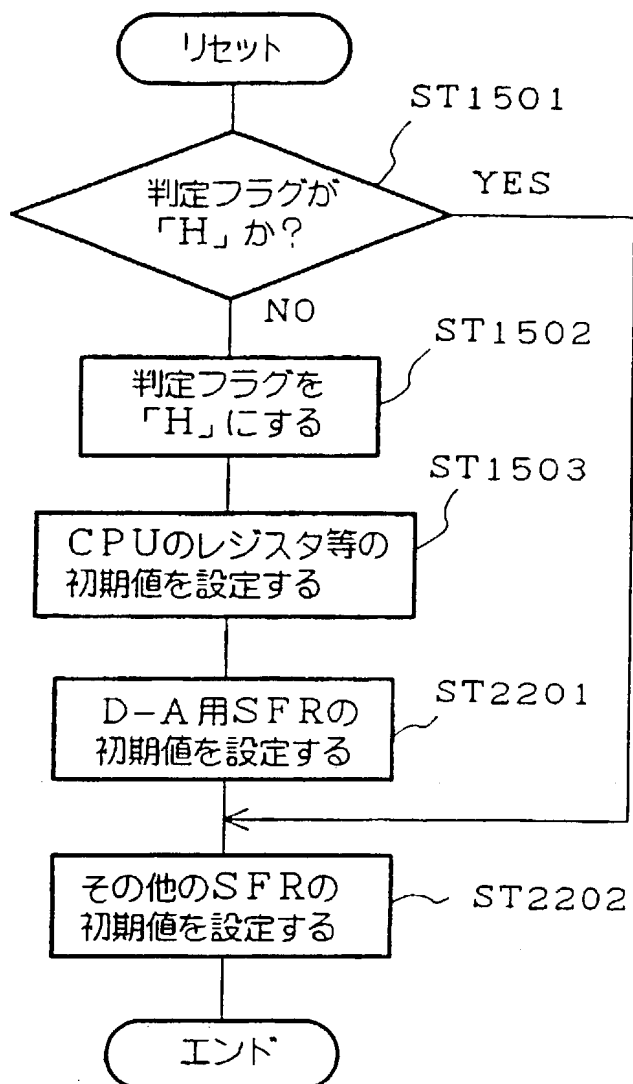 リセット
ST1501
判定フラグが
「H」か?
YES
NO
ST1502
判定フラグを
「H」にする
ST1503
CPUのレジスタ等の
初期値を設定する
ST2201
D-A用SFRの
初期値を設定する
その他のSFRの
初期値を設定する
ST2202
エンド